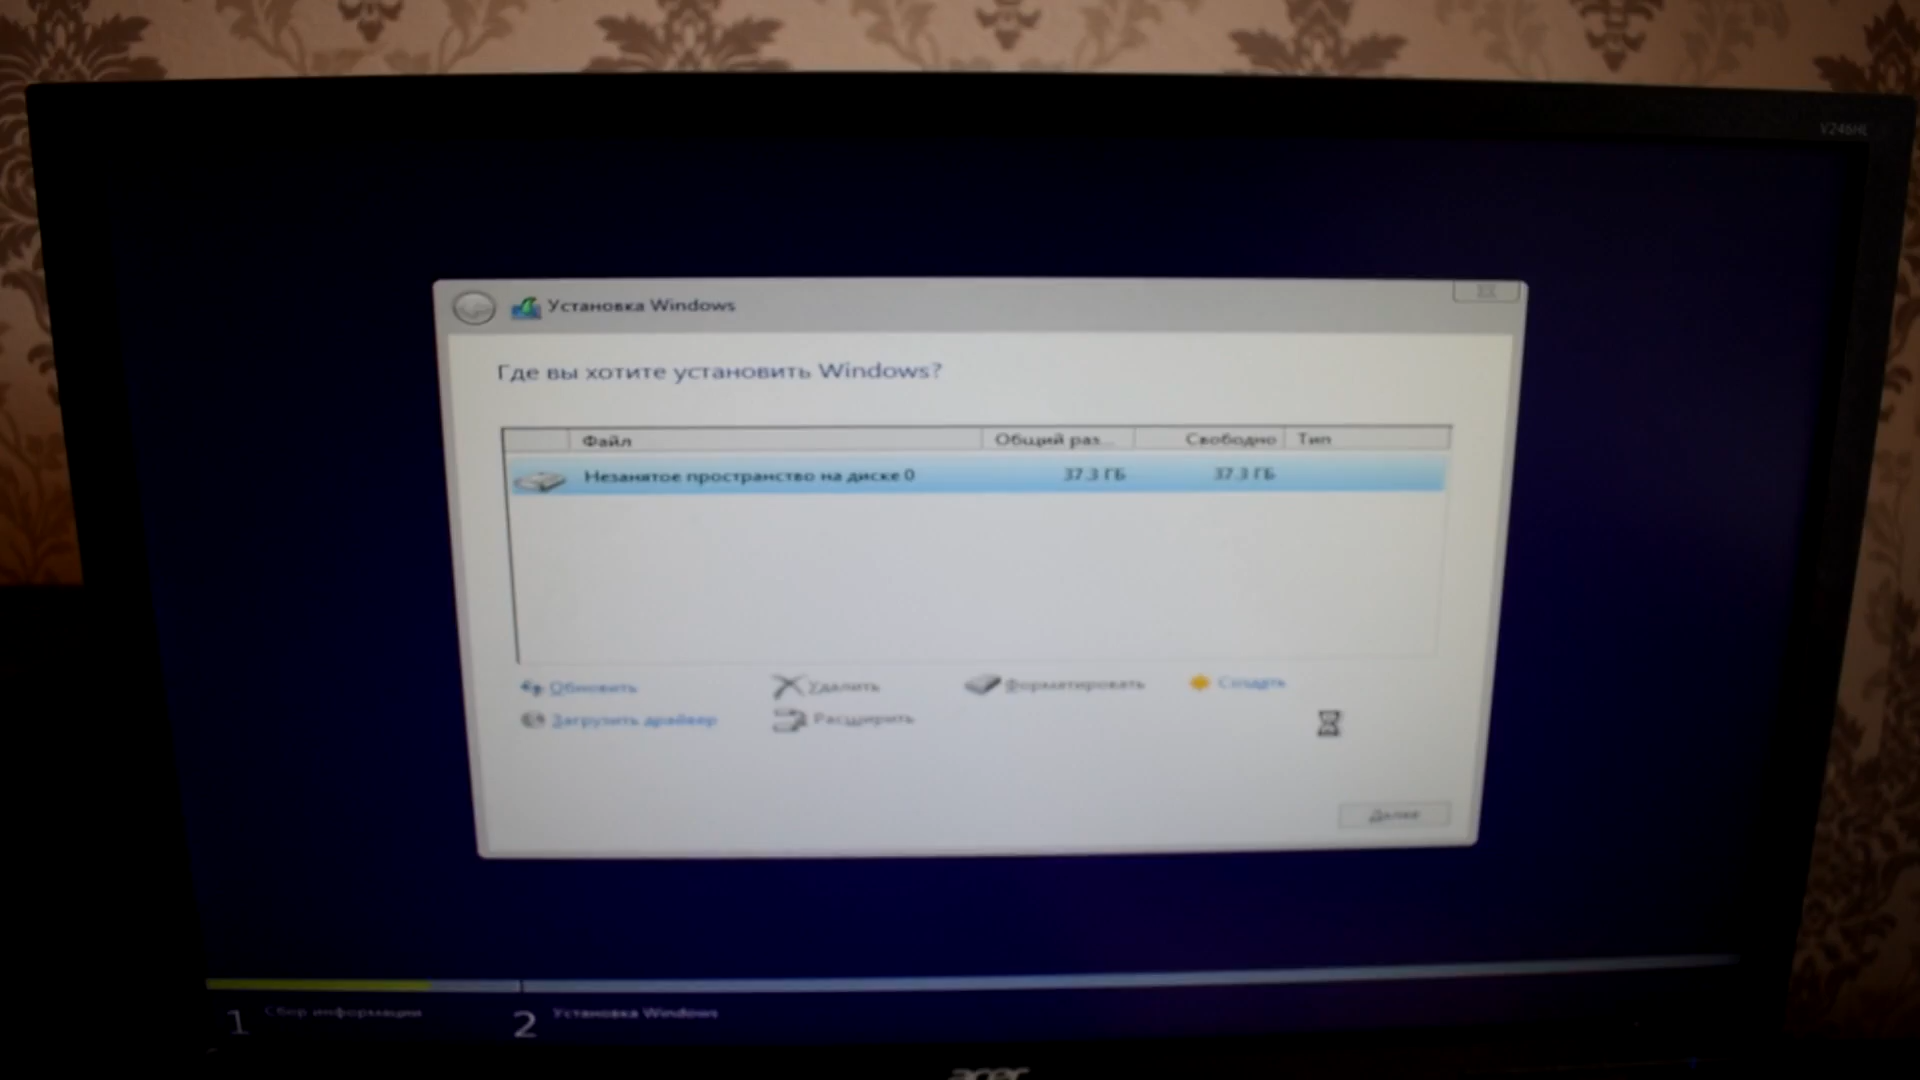 V246HL
Установка Windows
Где вы хотите установить Windows?
Файл Общий раз... Свободно Тип
Незанятое пространство на диске 0 37.3 ГБ 37.3 ГБ
Обновить Удалить Форматировать Создать
Загрузить драйвер Расширить
Далее
1 Сбор информации 2 Установка Windows
acer